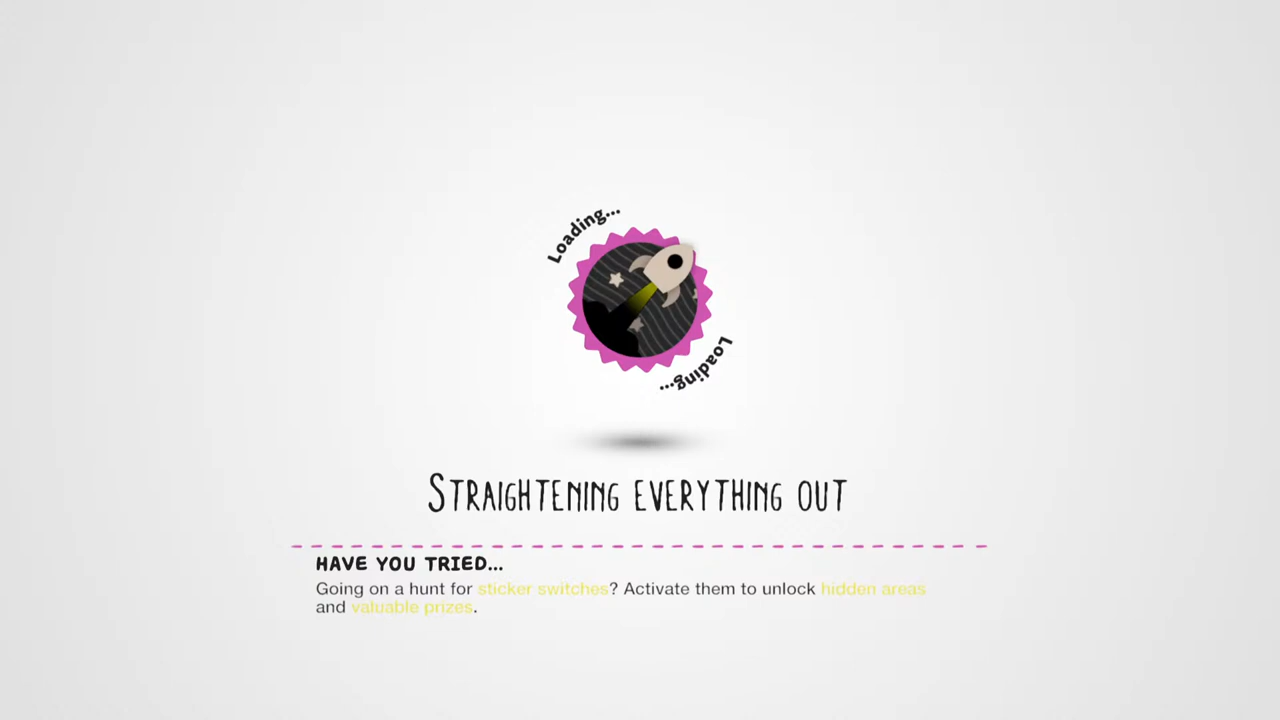 Loading...
Loading...
Straightening everything out
HAVE YOU TRIED...
Going on a hunt for sticker switches? Activate them to unlock hidden areas
and valuable prizes.